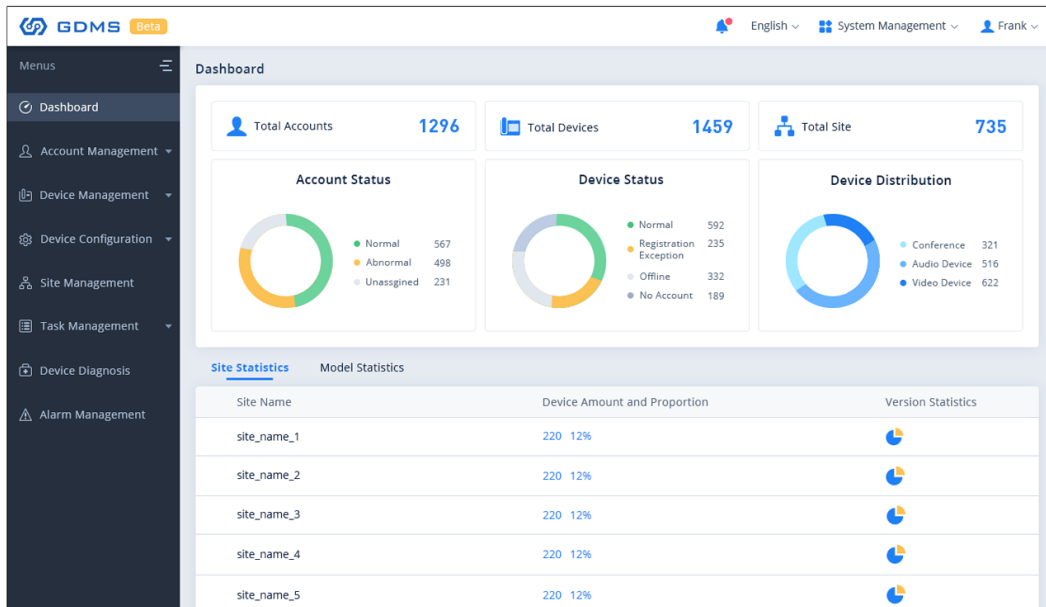 GDMS Beta
English
System Management
Frank
Menus
Dashboard
Account Management
Device Management
Device Configuration
Site Management
Task Management
Device Diagnosis
Alarm Management
Dashboard
Total Accounts 1296
Total Devices 1459
Total Site 735
Account Status
Normal 567
Abnormal 498
Unassgined 231
Device Status
Normal 592
Registration 235
Exception
Offline 332
No Account 189
Device Distribution
Conference 321
Audio Device 516
Video Device 622
Site Statistics Model Statistics
Site Name Device Amount and Proportion Version Statistics
site_name_1 220 12%
site_name_2 220 12%
site_name_3 220 12%
site_name_4 220 12%
site_name_5 220 12%